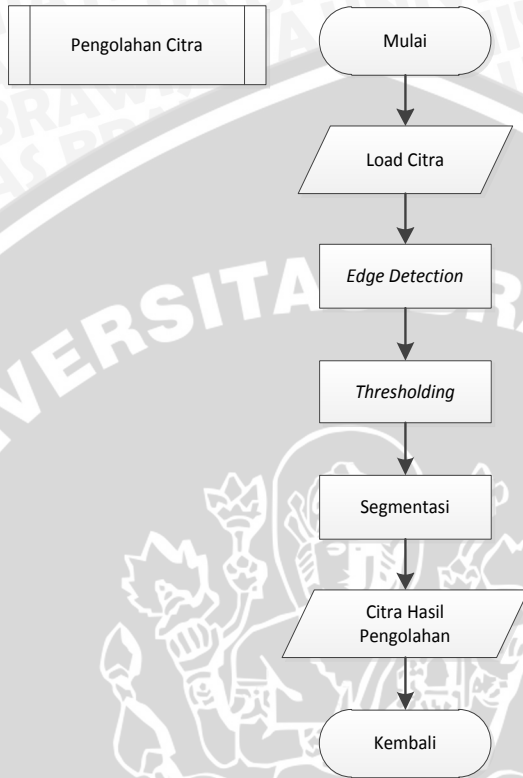 Pengolahan Citra
Mulai
Load Citra
Edge Detection
Thresholding
Segmentasi
Citra Hasil
Pengolahan
Kembali